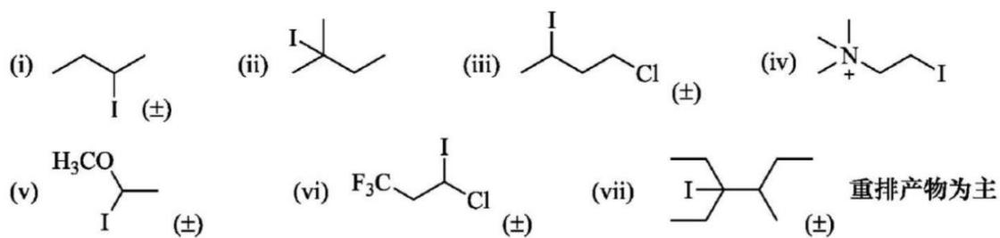 (i) I (±) (ii) I (iii) I Cl (±) (iv) N + I
(v) H₃CO I (±) (vi) F₃C I Cl (±) (vii) I (±) 重排产物为主